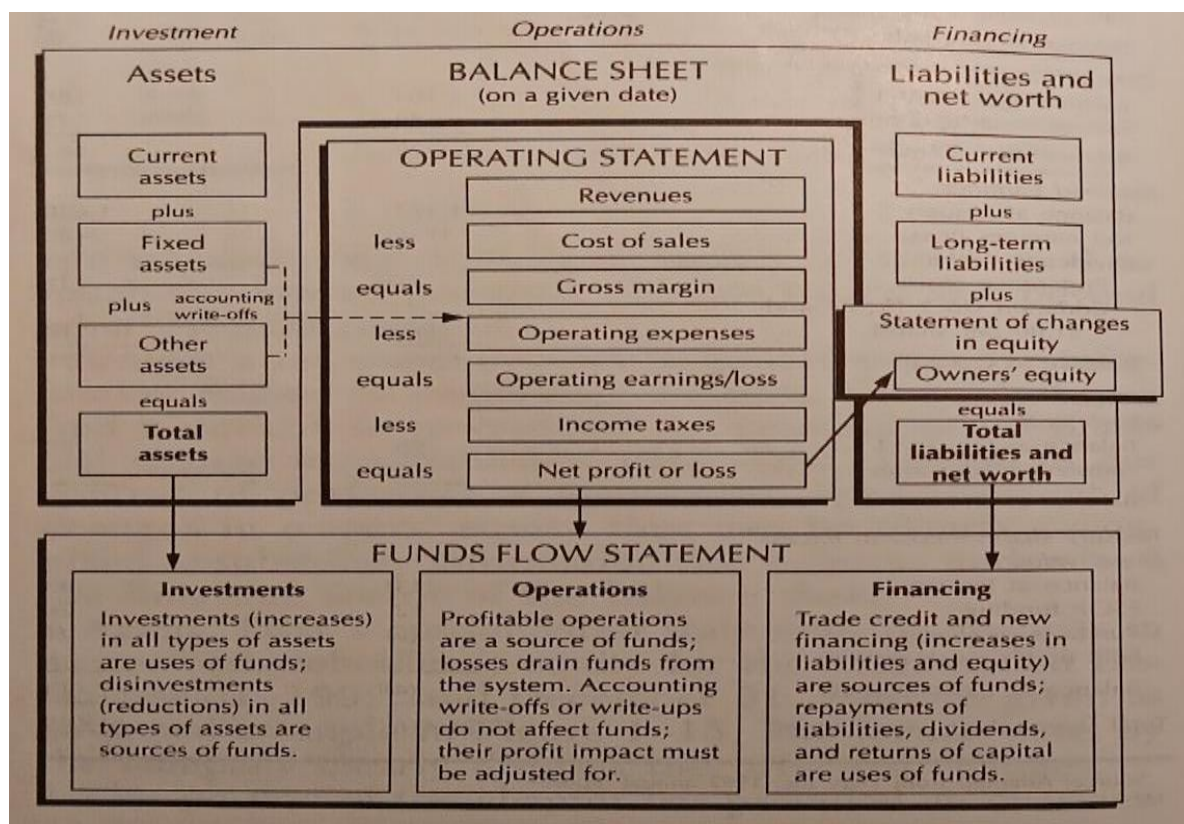 Investment
Operations
Financing
Assets
BALANCE SHEET
(on a given date)
Liabilities and
net worth
Current
assets
plus
Fixed
assets
plus
accounting
write-offs
Other
assets
equals
Total
assets
OPERATING STATEMENT
Revenues
less
Cost of sales
equals
Gross margin
less
Operating expenses
equals
Operating earnings/loss
less
Income taxes
equals
Net profit or loss
Current
liabilities
plus
Long-term
liabilities
plus
Statement of changes
in equity
Owners' equity
equals
Total
liabilities and
net worth
FUNDS FLOW STATEMENT
Investments
Investments (increases)
in all types of assets
are uses of funds;
disinvestments
(reductions) in all
types of assets are
sources of funds.
Operations
Profitable operations
are a source of funds;
losses drain funds from
the system. Accounting
write-offs or write-ups
do not affect funds;
their profit impact must
be adjusted for.
Financing
Trade credit and new
financing (increases in
liabilities and equity)
are sources of funds;
repayments of
liabilities, dividends,
and returns of capital
are uses of funds.